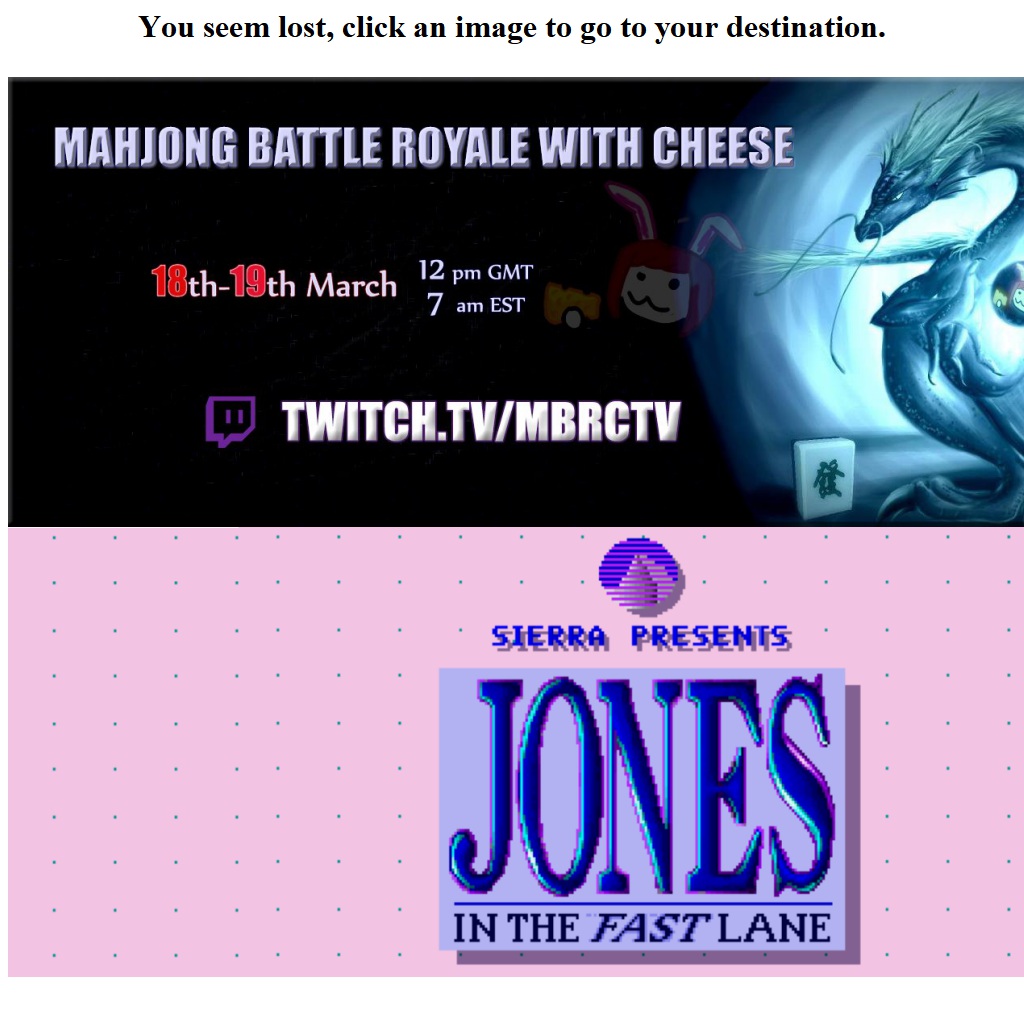 You seem lost, click an image to go to your destination.
MAHJONG BATTLE ROYALE WITH CHEESE
18th-19th March
12 pm GMT
7 am EST
TWITCH.TV/MBRCTV
發
SIERRA PRESENTS
JONES
IN THE FAST LANE